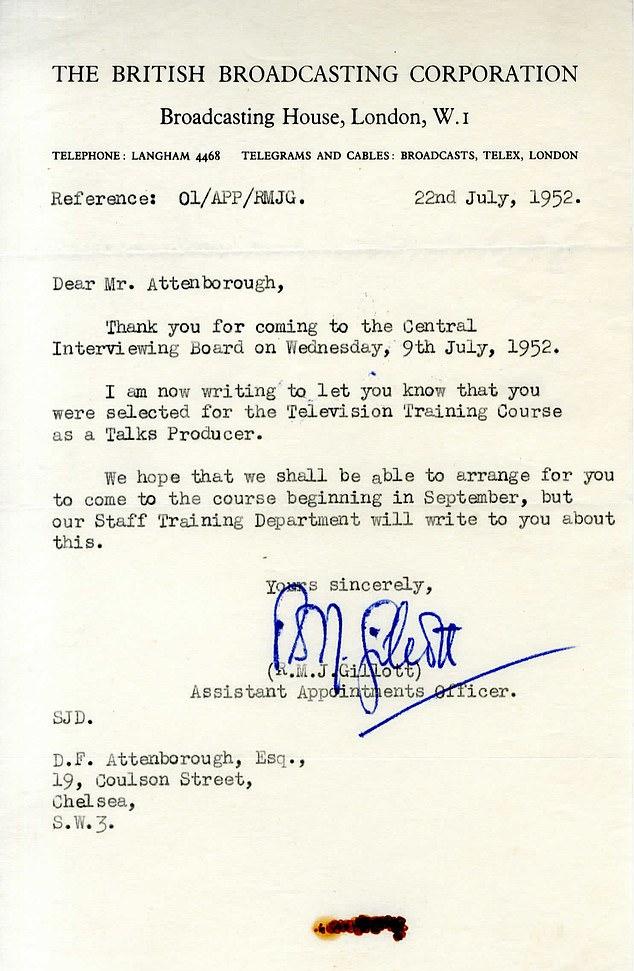 THE BRITISH BROADCASTING CORPORATION
Broadcasting House, London, W.1
TELEPHONE: LANGHAM 4468 TELEGRAMS AND CABLES: BROADCASTS, TELEX, LONDON
Reference: 01/APP/RMJG. 22nd July, 1952.
Dear Mr. Attenborough,
Thank you for coming to the Central
Interviewing Board on Wednesday, 9th July, 1952.
I am now writing to let you know that you
were selected for the Television Training Course
as a Talks Producer.
We hope that we shall be able to arrange for you
to come to the course beginning in September, but
our Staff Training Department will write to you about
this.
Yours sincerely,
(R.M.J.Gillott)
Assistant Appointments Officer.
SJD.
D.F. Attenborough, Esq.,
19, Coulson Street,
Chelsea,
S.W.3.